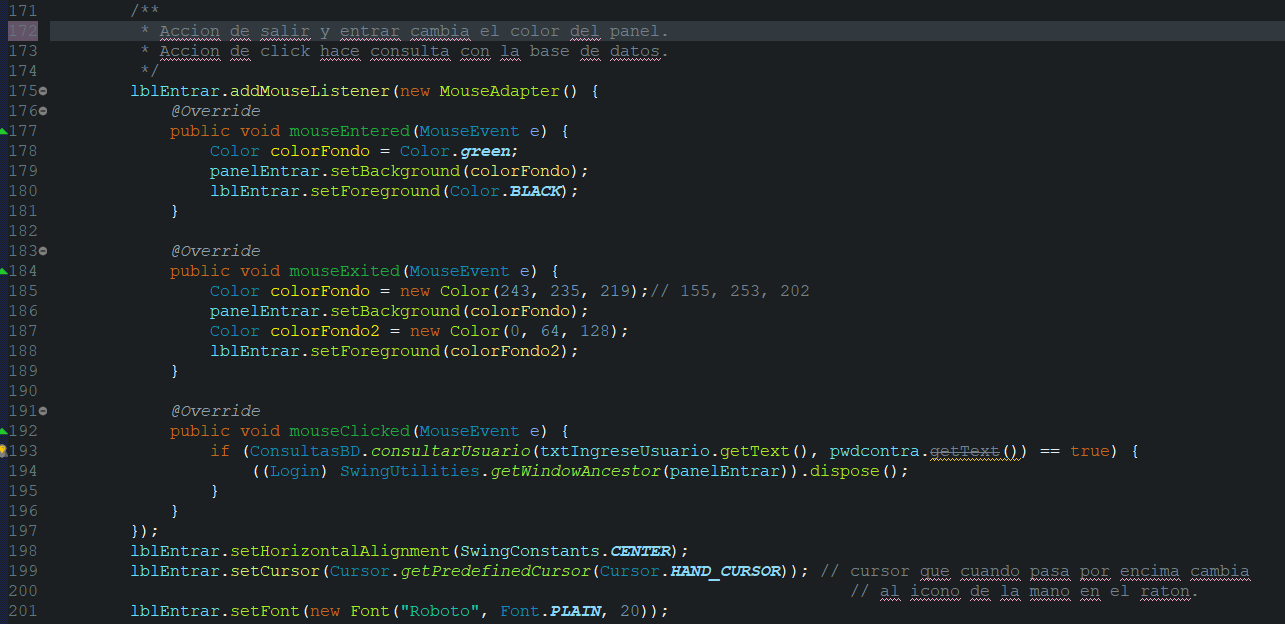 171 /**
172 * Accion de salir y entrar cambia el color del panel.
173 * Accion de click hace consulta con la base de datos.
174 */
175 lblEntrar.addMouseListener(new MouseAdapter() {
176 @Override
177 public void mouseEntered(MouseEvent e) {
178 Color colorFondo = Color.green;
179 panelEntrar.setBackground(colorFondo);
180 lblEntrar.setForeground(Color.BLACK);
181 }
182
183 @Override
184 public void mouseExited(MouseEvent e) {
185 Color colorFondo = new Color(243, 235, 219);// 155, 253, 202
186 panelEntrar.setBackground(colorFondo);
187 Color colorFondo2 = new Color(0, 64, 128);
188 lblEntrar.setForeground(colorFondo2);
189 }
190
191 @Override
192 public void mouseClicked(MouseEvent e) {
193 if (ConsultasBD.consultarUsuario(txtIngreseUsuario.getText(), pwdcontra.getText()) == true) {
194 ((Login) SwingUtilities.getWindowAncestor(panelEntrar)).dispose();
195 }
196 }
197 });
198 lblEntrar.setHorizontalAlignment(SwingConstants.CENTER);
199 lblEntrar.setCursor(Cursor.getPredefinedCursor(Cursor.HAND_CURSOR)); // cursor que cuando pasa por encima cambia
200 // al icono de la mano en el raton.
201 lblEntrar.setFont(new Font("Roboto", Font.PLAIN, 20));